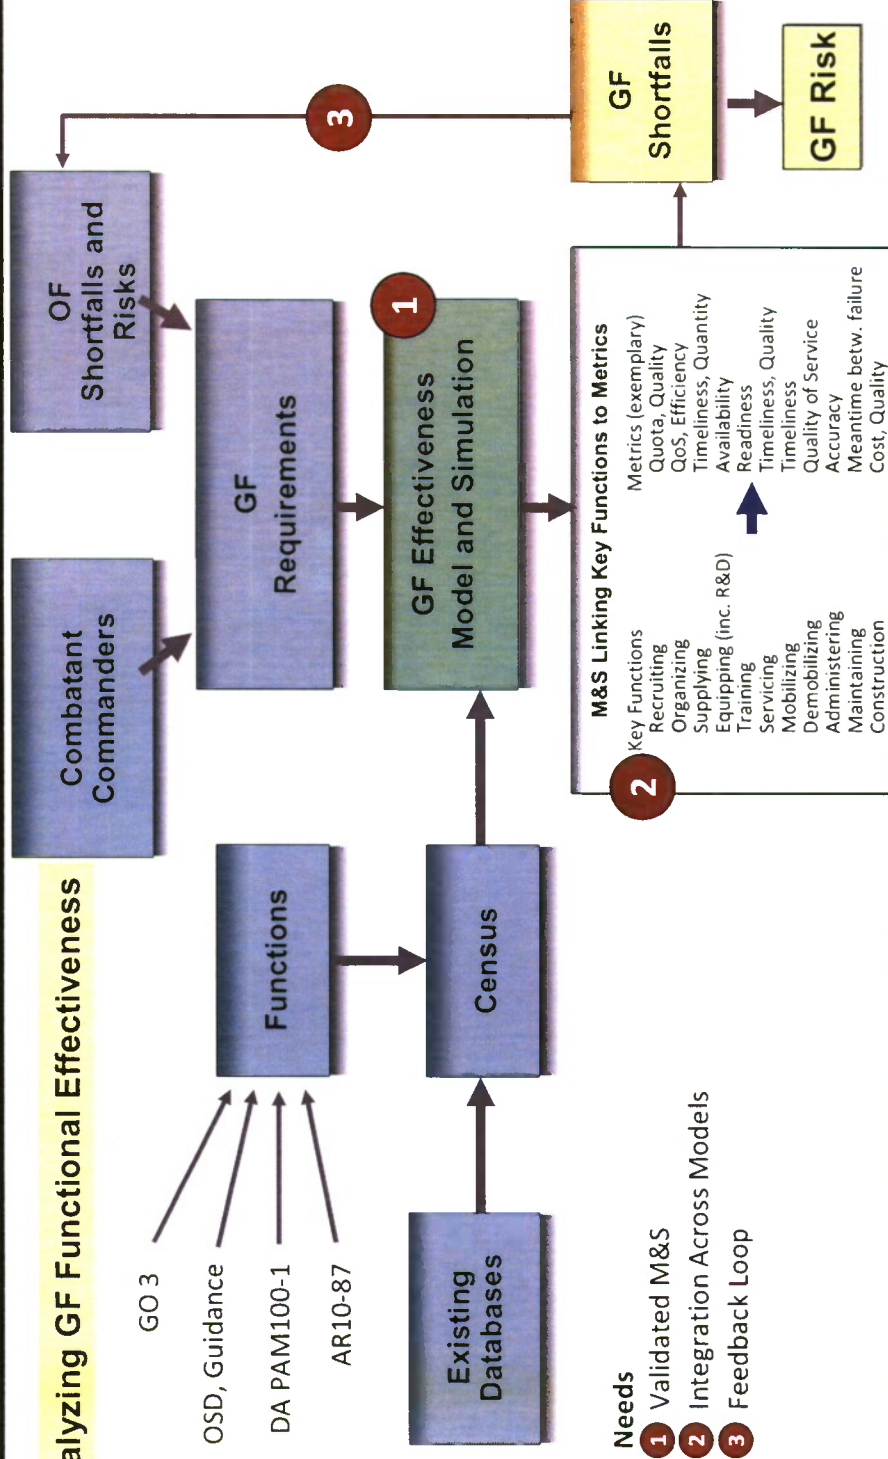 alyzing GF Functional Effectiveness
GO 3
OSD, Guidance
DA PAM100-1
AR10-87
Functions
Combatant
Commanders
OF
Shortfalls and
Risks
GF
Requirements
3
Existing
Databases
Census
GF Effectiveness
Model and Simulation
1
GF
Shortfalls
GF Risk
2
M&S Linking Key Functions to Metrics
Key Functions
Recruiting
Organizing
Supplying
Equipping (inc. R&D)
Training
Servicing
Mobilizing
Demobilizing
Administering
Maintaining
Construction
Metrics (exemplary)
Quota, Quality
QoS, Efficiency
Timeliness, Quantity
Availability
Readiness
Timeliness, Quality
Timeliness
Quality of Service
Accuracy
Meantime betw. failure
Cost, Quality
Needs
1 Validated M&S
2 Integration Across Models
3 Feedback Loop